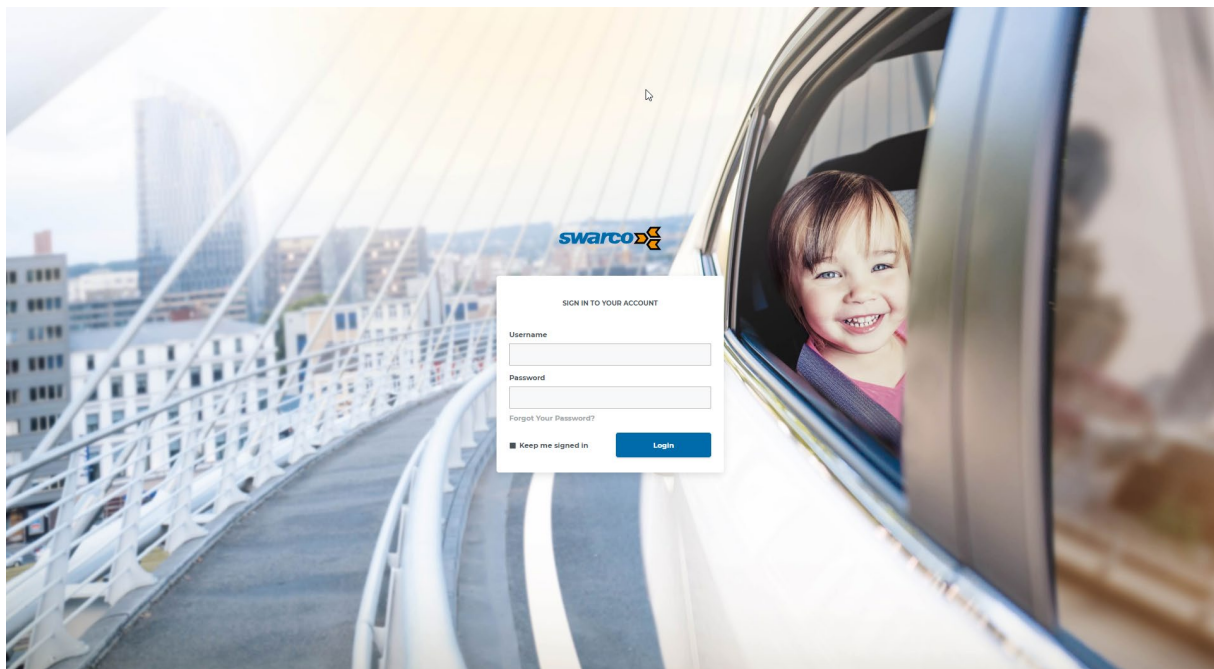 swarco
SIGN IN TO YOUR ACCOUNT
Username
Password
Forgot Your Password?
Keep me signed in
Login